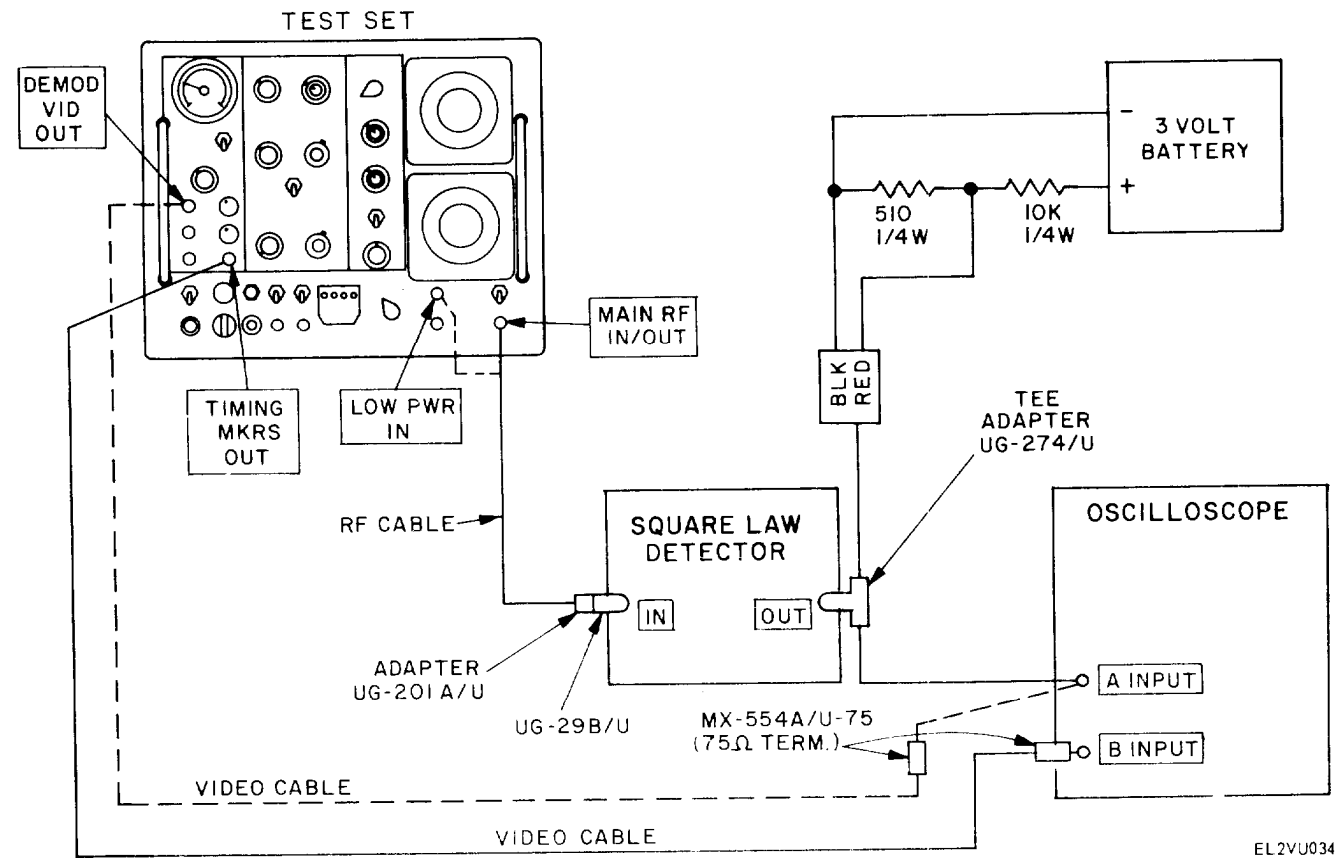 TEST SET
DEMOD
VID
OUT
3 VOLT
BATTERY
-
+
510
1/4W
10K
1/4W
MAIN RF
IN/OUT
TIMING
MKRS
OUT
LOW PWR
IN
BLK
RED
TEE
ADAPTER
UG-274/U
RF CABLE
SQUARE LAW
DETECTOR
IN
OUT
OSCILLOSCOPE
ADAPTER
UG-201A/U
UG-29B/U
MX-554A/U-75
(75Ω TERM.)
A INPUT
B INPUT
VIDEO CABLE
VIDEO CABLE
EL2VU034